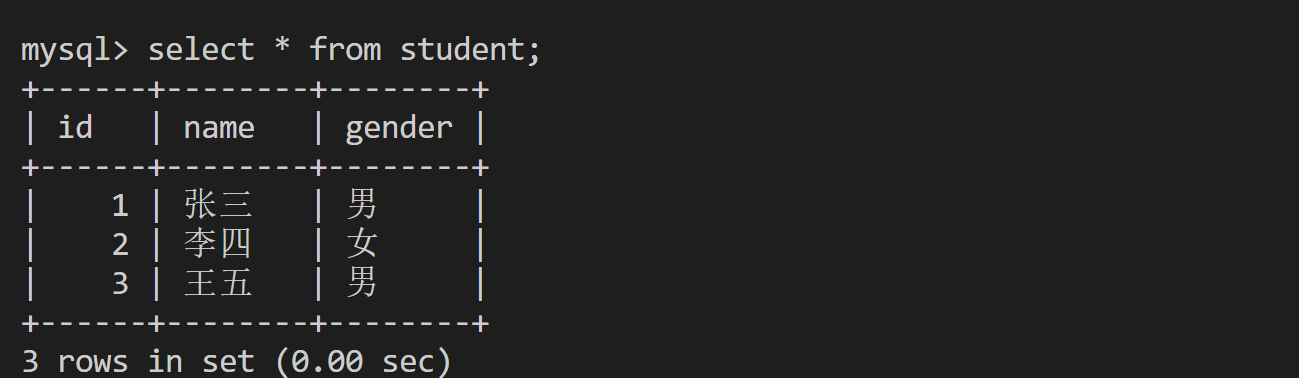 mysql> select * from student;
+------+--------+--------+
| id   | name   | gender |
+------+--------+--------+
|    1 | 张三   | 男     |
|    2 | 李四   | 女     |
|    3 | 王五   | 男     |
+------+--------+--------+
3 rows in set (0.00 sec)